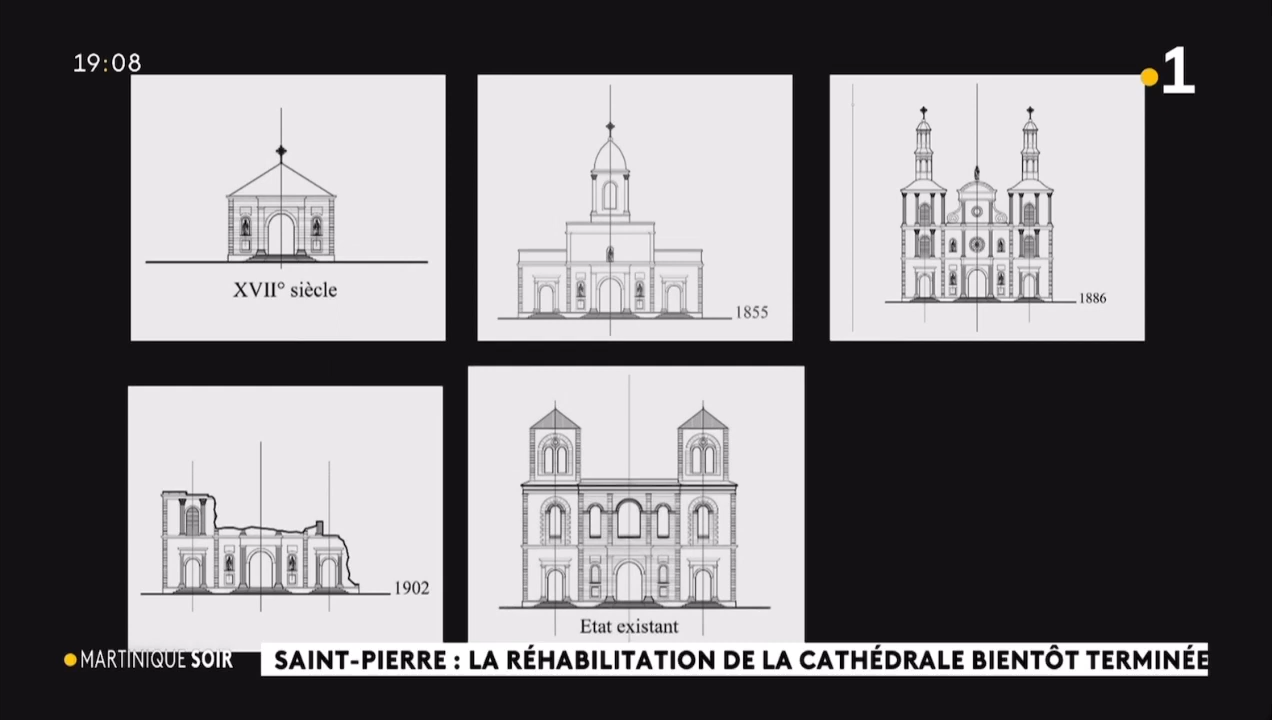 19:08
1
XVII° siècle
1855
1886
1902
Etat existant
MARTINIQUE SOIR
SAINT-PIERRE : LA RÉHABILITATION DE LA CATHÉDRALE BIENTÔT TERMINÉE